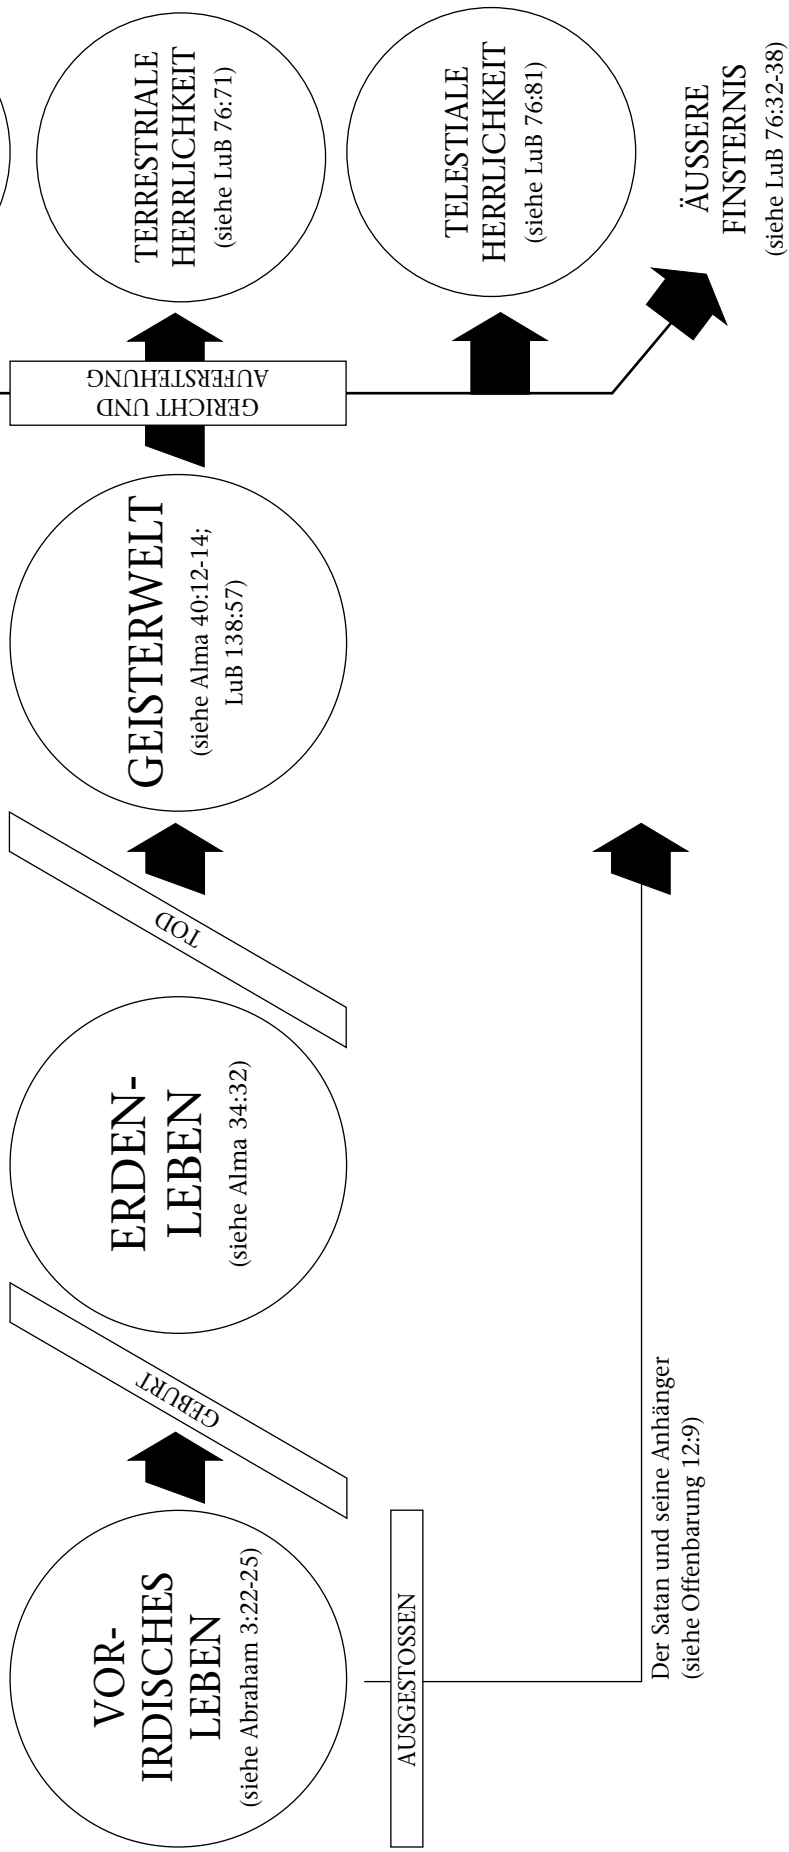 VOR-
IRDISCHES
LEBEN
(siehe Abraham 3:22-25)
GEBURT
ERDEN-
LEBEN
(siehe Alma 34:32)
TOD
GEISTERWELT
(siehe Alma 40:12-14;
LuB 138:57)
GERICHT UND
AUFERSTEHUNG
TERRESTRIALE
HERRLICHKEIT
(siehe LuB 76:71)
TELESTIALE
HERRLICHKEIT
(siehe LuB 76:81)
ÄUSSERE
FINSTERNIS
(siehe LuB 76:32-38)
AUSGESTOSSEN
Der Satan und seine Anhänger
(siehe Offenbarung 12:9)